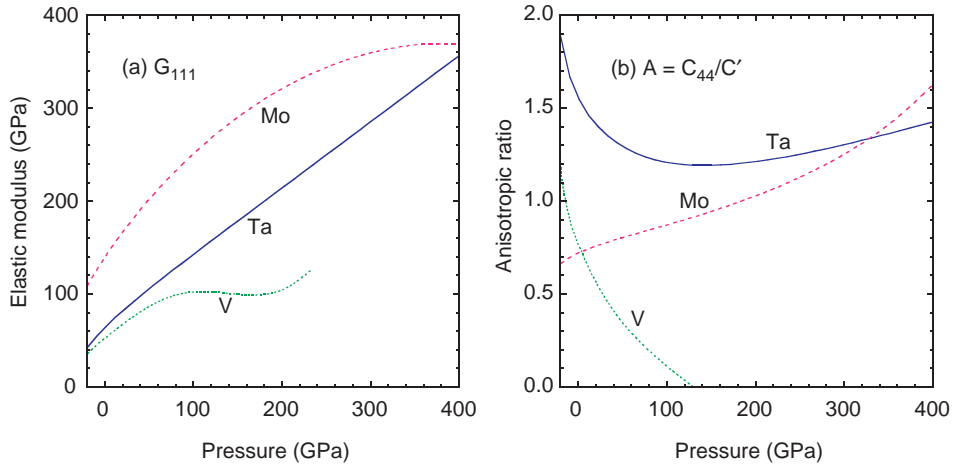 400
300
200
100
0
Elastic modulus (GPa)
(a) G111
Mo
Ta
V
0
100
200
300
400
Pressure (GPa)
2.0
1.5
1.0
0.5
0.0
Anisotropic ratio
(b) A = C44/C′
Ta
Mo
V
0
100
200
300
400
Pressure (GPa)